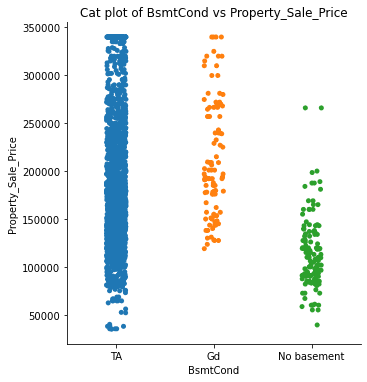 Cat plot of BsmtCond vs Property_Sale_Price
350000
300000
250000
200000
150000
100000
50000
Property_Sale_Price
TA Gd No basement
BsmtCond